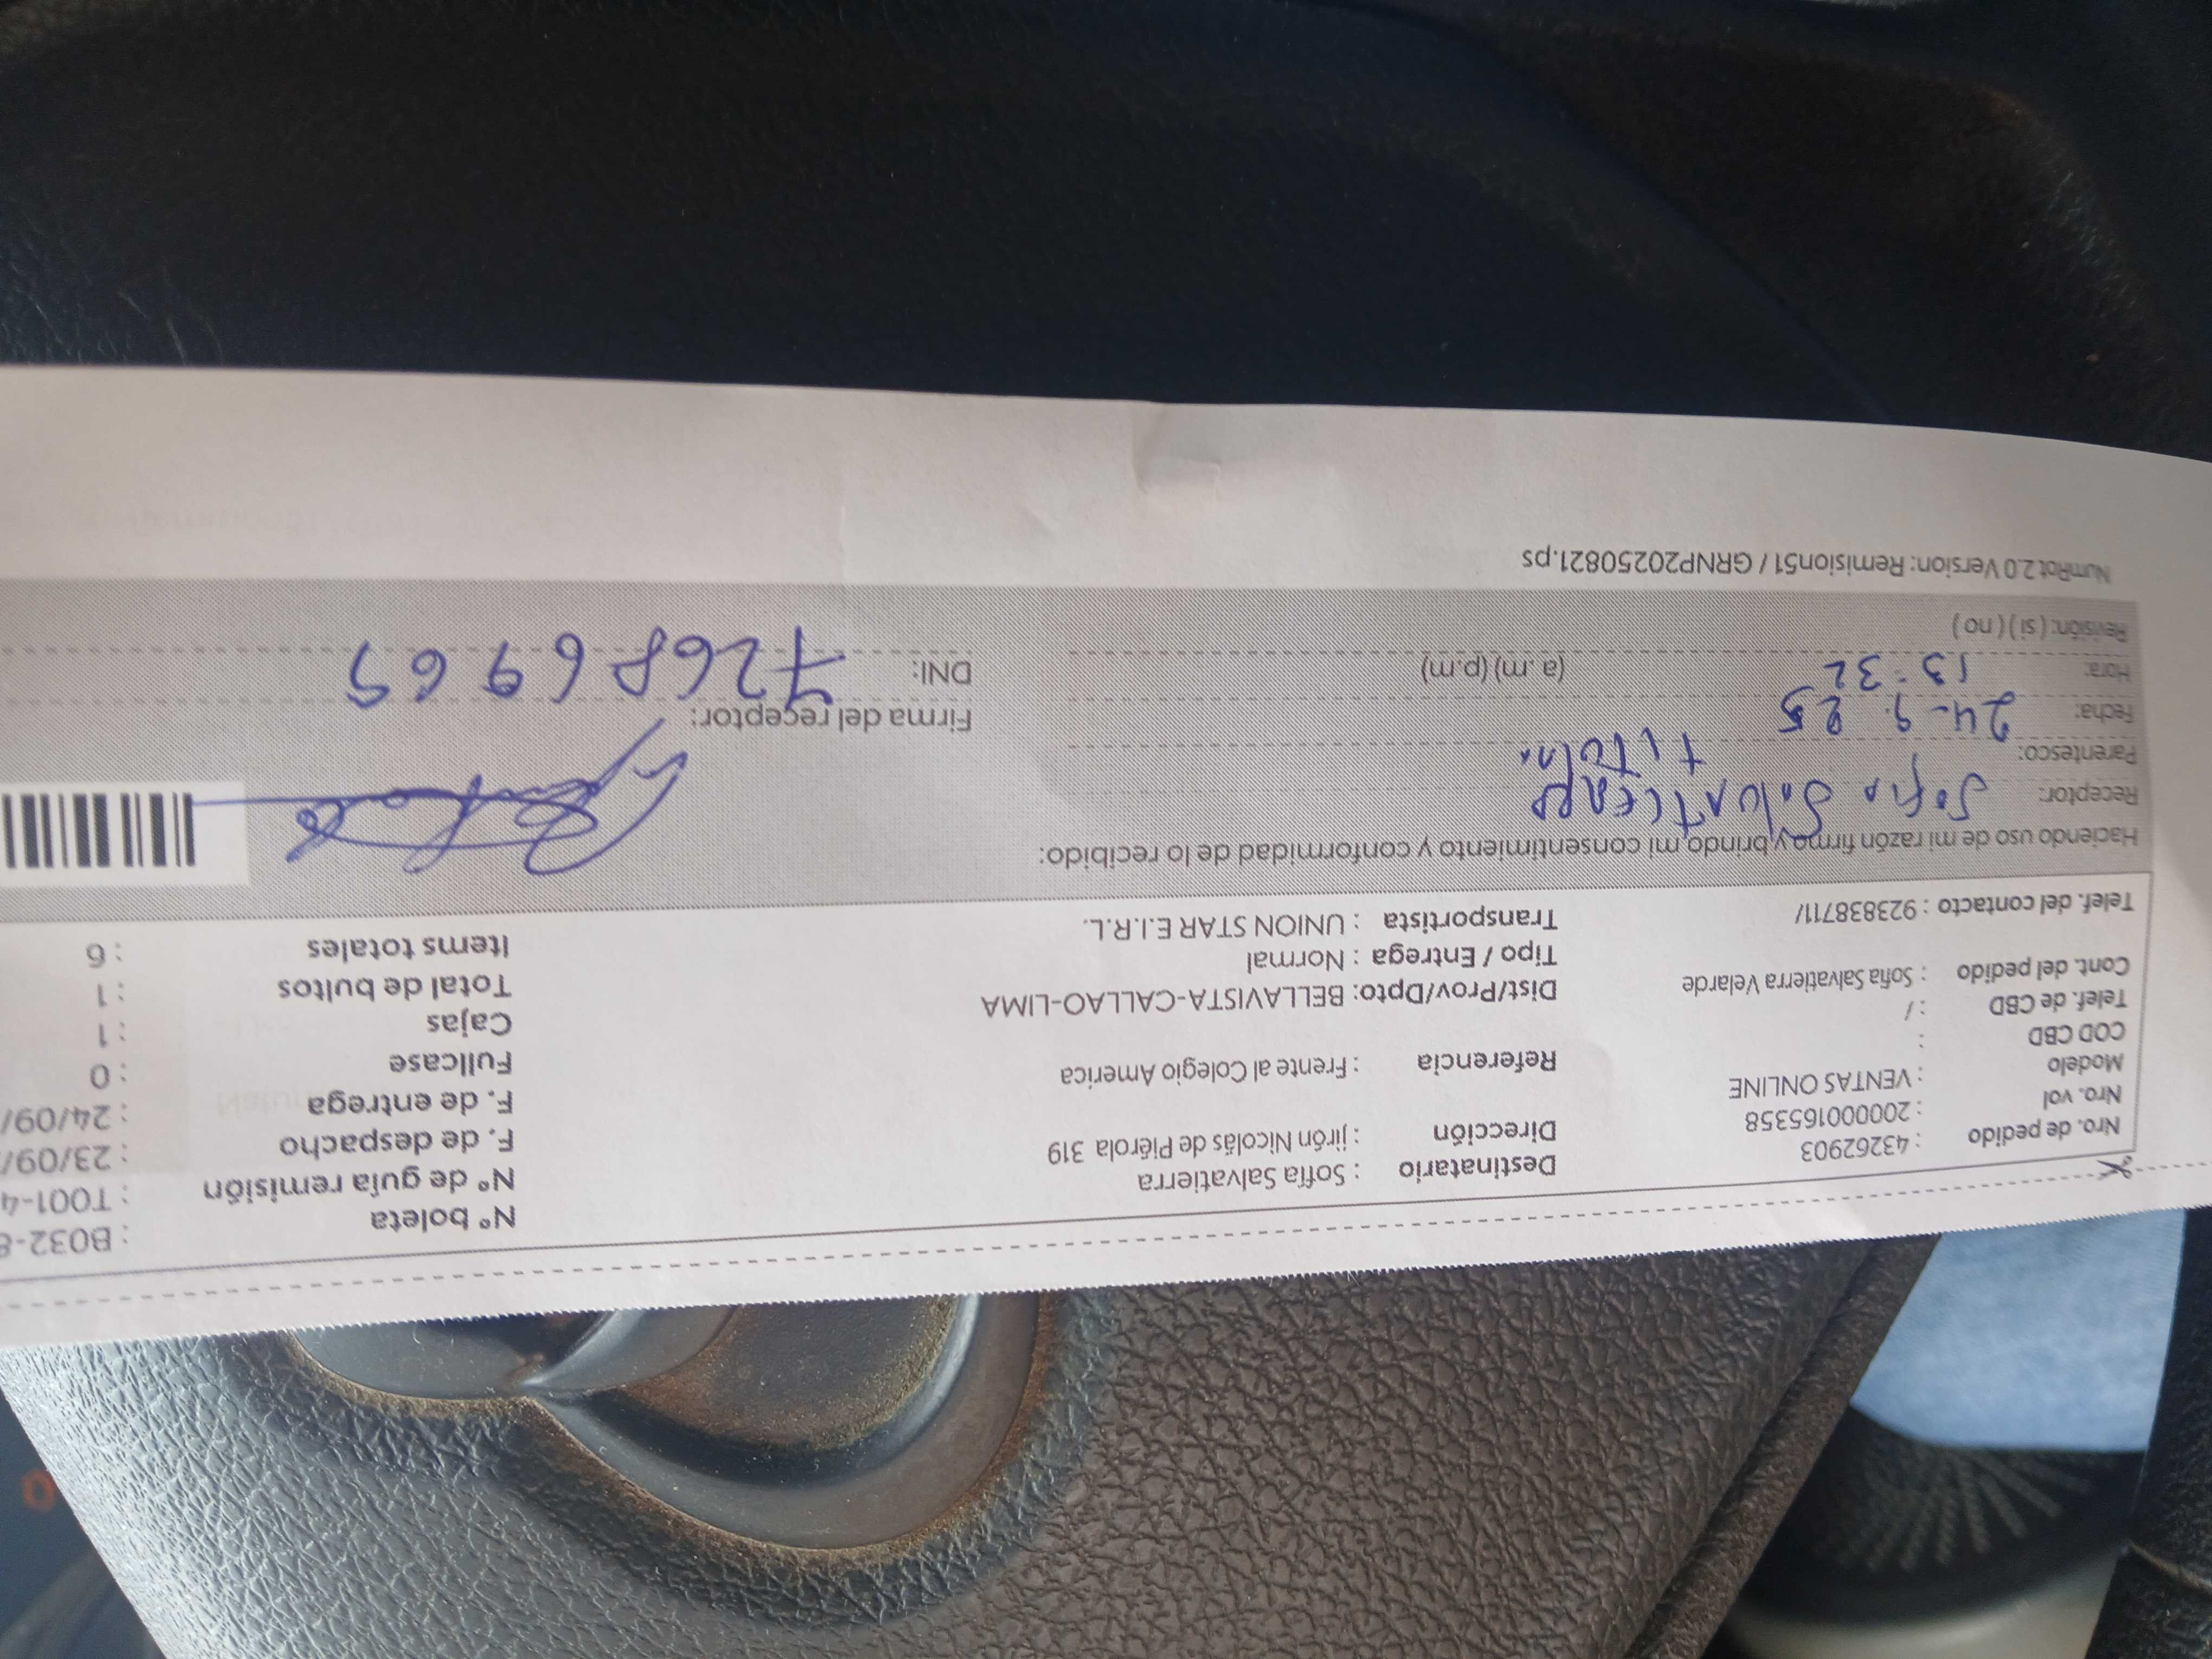 Destinatario : Sofía Salvatierra
Dirección : jirón Nicolás de Piérola 319
Referencia : Frente al Colegio America
Dist/Prov/Dpto: BELLAVISTA-CALLAO-LIMA
Tipo / Entrega : Normal
Transportista : UNION STAR E.I.R.L.
Nro. de pedido : 43262903
Nro. vol : 20000165358
Modelo : VENTAS ONLINE
COD CBD :
Telef. de CBD : /
Cont. del pedido : Sofia Salvatierra Velarde
Telef. del contacto : 923838711/
N° boleta : B032-8
N° de guía remisión : T001-4
F. de despacho : 23/09/
F. de entrega : 24/09/
Fullcase : 0
Cajas : 1
Total de bultos : 1
Items totales : 6
Haciendo uso de mi razón firmo y brindo mi consentimiento y conformidad de lo recibido:
Receptor: Sofia
Parentesco: Titular
Fecha: 24-9-25
Hora: 13:32 (a.m) (p.m)
Revisión: ( si ) ( no )
Firma del receptor:
DNI: 72686969
NumRot 2.0 Version: Remision51 / GRNP20250821.ps